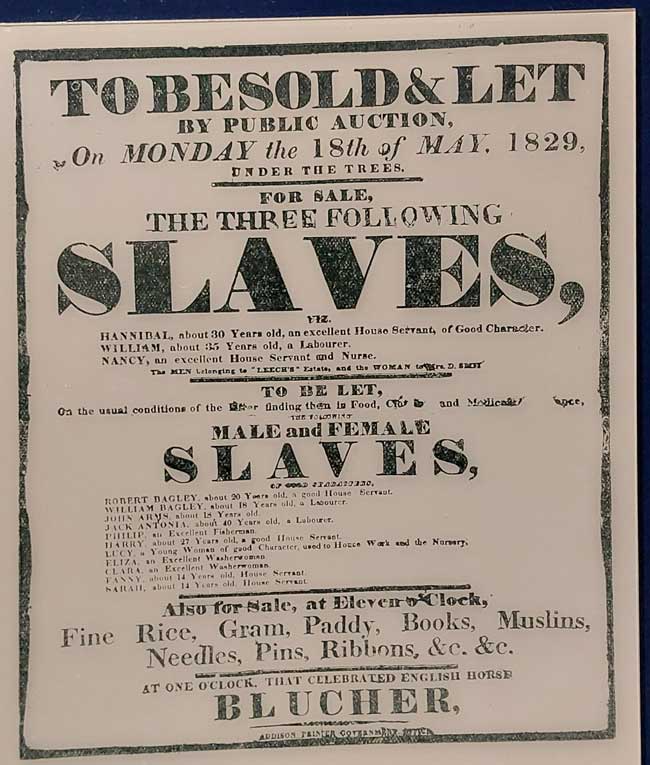 TO BE SOLD & LET
BY PUBLIC AUCTION,
On MONDAY the 18th of MAY, 1829,
UNDER THE TREES.
FOR SALE,
THE THREE FOLLOWING
SLAVES,
VIZ.
HANNIBAL, about 30 Years old, an excellent House Servant, of Good Character.
WILLIAM, about 35 Years old, a Labourer.
NANCY, an excellent House Servant and Nurse.
The MEN belonging to "LEECH'S" Estate, and the WOMAN to Mrs. D. SMIT
TO BE LET,
On the usual conditions of the Hirer finding them in Food, and Medical
THE FOLLOWING
MALE and FEMALE
SLAVES,
OF GOOD CHARACTERS,
ROBERT BAGLEY, about 20 Years old, a good House Servant.
WILLIAM BAGLEY, about 18 Years old, a Labourer.
JOHN ARMS, about 18 Years old.
JACK ANTONIA, about 40 Years old, a Labourer.
PHILIP, an Excellent Fisherman.
HARRY, about 27 Years old, a good House Servant.
LUCY, a Young Woman of good Character, used to House Work and the Nursery,
ELIZA, an Excellent Washerwoman.
CLARA, an Excellent Washerwoman.
FANNY, about 14 Years old, House Servant.
SARAH, about 14 Years old, House Servant.
Also for Sale, at Eleven o'Clock,
Fine Rice, Gram, Paddy, Books, Muslins,
Needles, Pins, Ribbons, &c. &c.
AT ONE O'CLOCK, THAT CELEBRATED ENGLISH HORSE
BLUCHER,
ADDISON PRINTER GOVERNMENT OFFICE